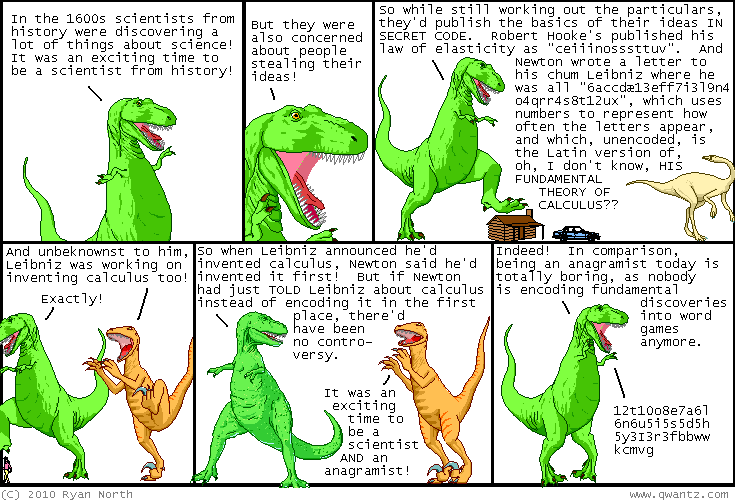 In the 1600s scientists from
history were discovering a
lot of things about science!
It was an exciting time to
be a scientist from history!
But they were
also concerned
about people
stealing their
ideas!
So while still working out the particulars,
they'd publish the basics of their ideas IN
SECRET CODE. Robert Hooke's published his
law of elasticity as "ceiiinosssttuv". And
Newton wrote a letter to
his chum Leibniz where he
was all "6accdæ13eff7i3l9n4
o4qrr4s8t12ux", which uses
numbers to represent how
often the letters appear,
and which, unencoded, is
the Latin version of,
oh, I don't know, HIS
FUNDAMENTAL
THEORY OF
CALCULUS??
And unbeknownst to him,
Leibniz was working on
inventing calculus too!
Exactly!
So when Leibniz announced he'd
invented calculus, Newton said he'd
invented it first! But if Newton
had just TOLD Leibniz about calculus
instead of encoding it in the first
place, there'd
have been
no contro-
versy.
It was an
exciting
time to
be a
scientist
AND an
anagramist!
Indeed! In comparison,
being an anagramist today is
totally boring, as nobody
is encoding fundamental
discoveries
into word
games
anymore.
12t10o8e7a6l
6n6u5i5s5d5h
5y3I3r3fbbww
kcmvg
(C) 2010 Ryan North
www.qwantz.com